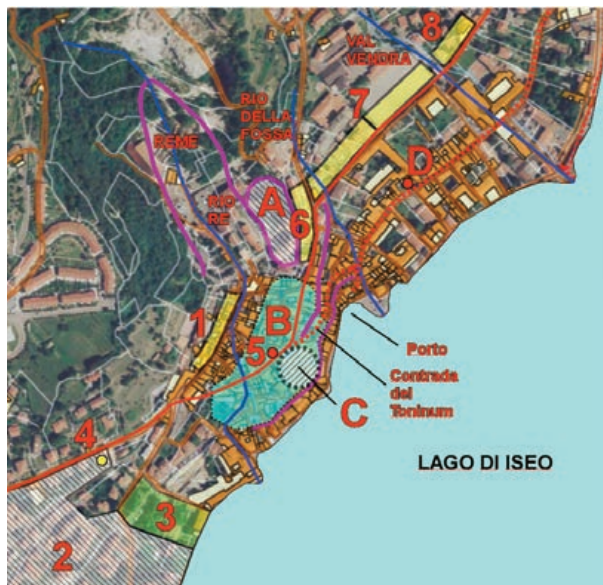 8
VAL
VENDRA
7
RIO
DELLA
FOSSA
REME
D
A
RIO
RE
6
1
B
5
Porto
Contrada
del
Toninum
C
4
LAGO DI ISEO
3
2